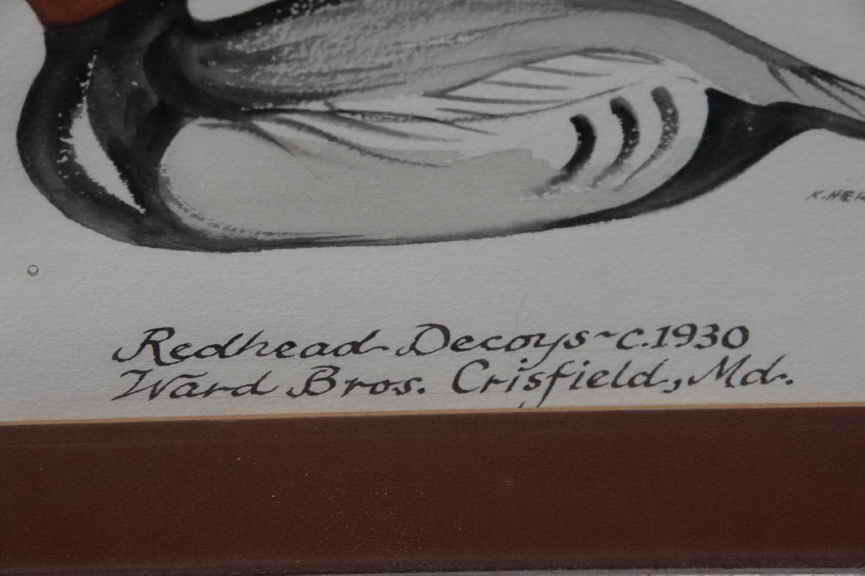 Redhead Decoys ~ c.1930
Ward Bros. Crisfield, Md.